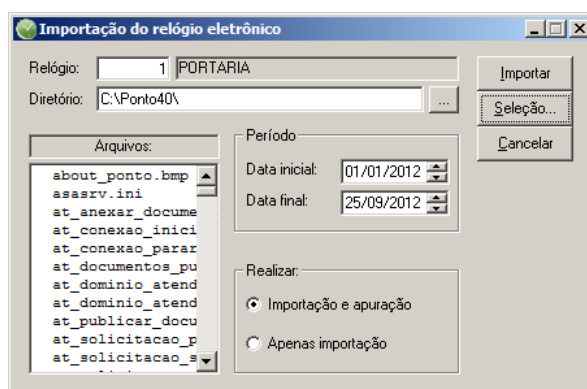 Importação do relógio eletrônico
Relógio: 1 PORTARIA
Diretório: C:\Ponto40\ ...
Importar
Seleção...
Cancelar
Arquivos:
about_ponto.bmp
asasrv.ini
at_anexar_docume
at_conexao_inici
at_conexao_parar
at_documentos_pu
at_dominio_atend
at_dominio_atend
at_publicar_docu
at_solicitacao_p
at_solicitacao_s
Período
Data inicial: 01/01/2012
Data final: 25/09/2012
Realizar:
Importação e apuração
Apenas importação